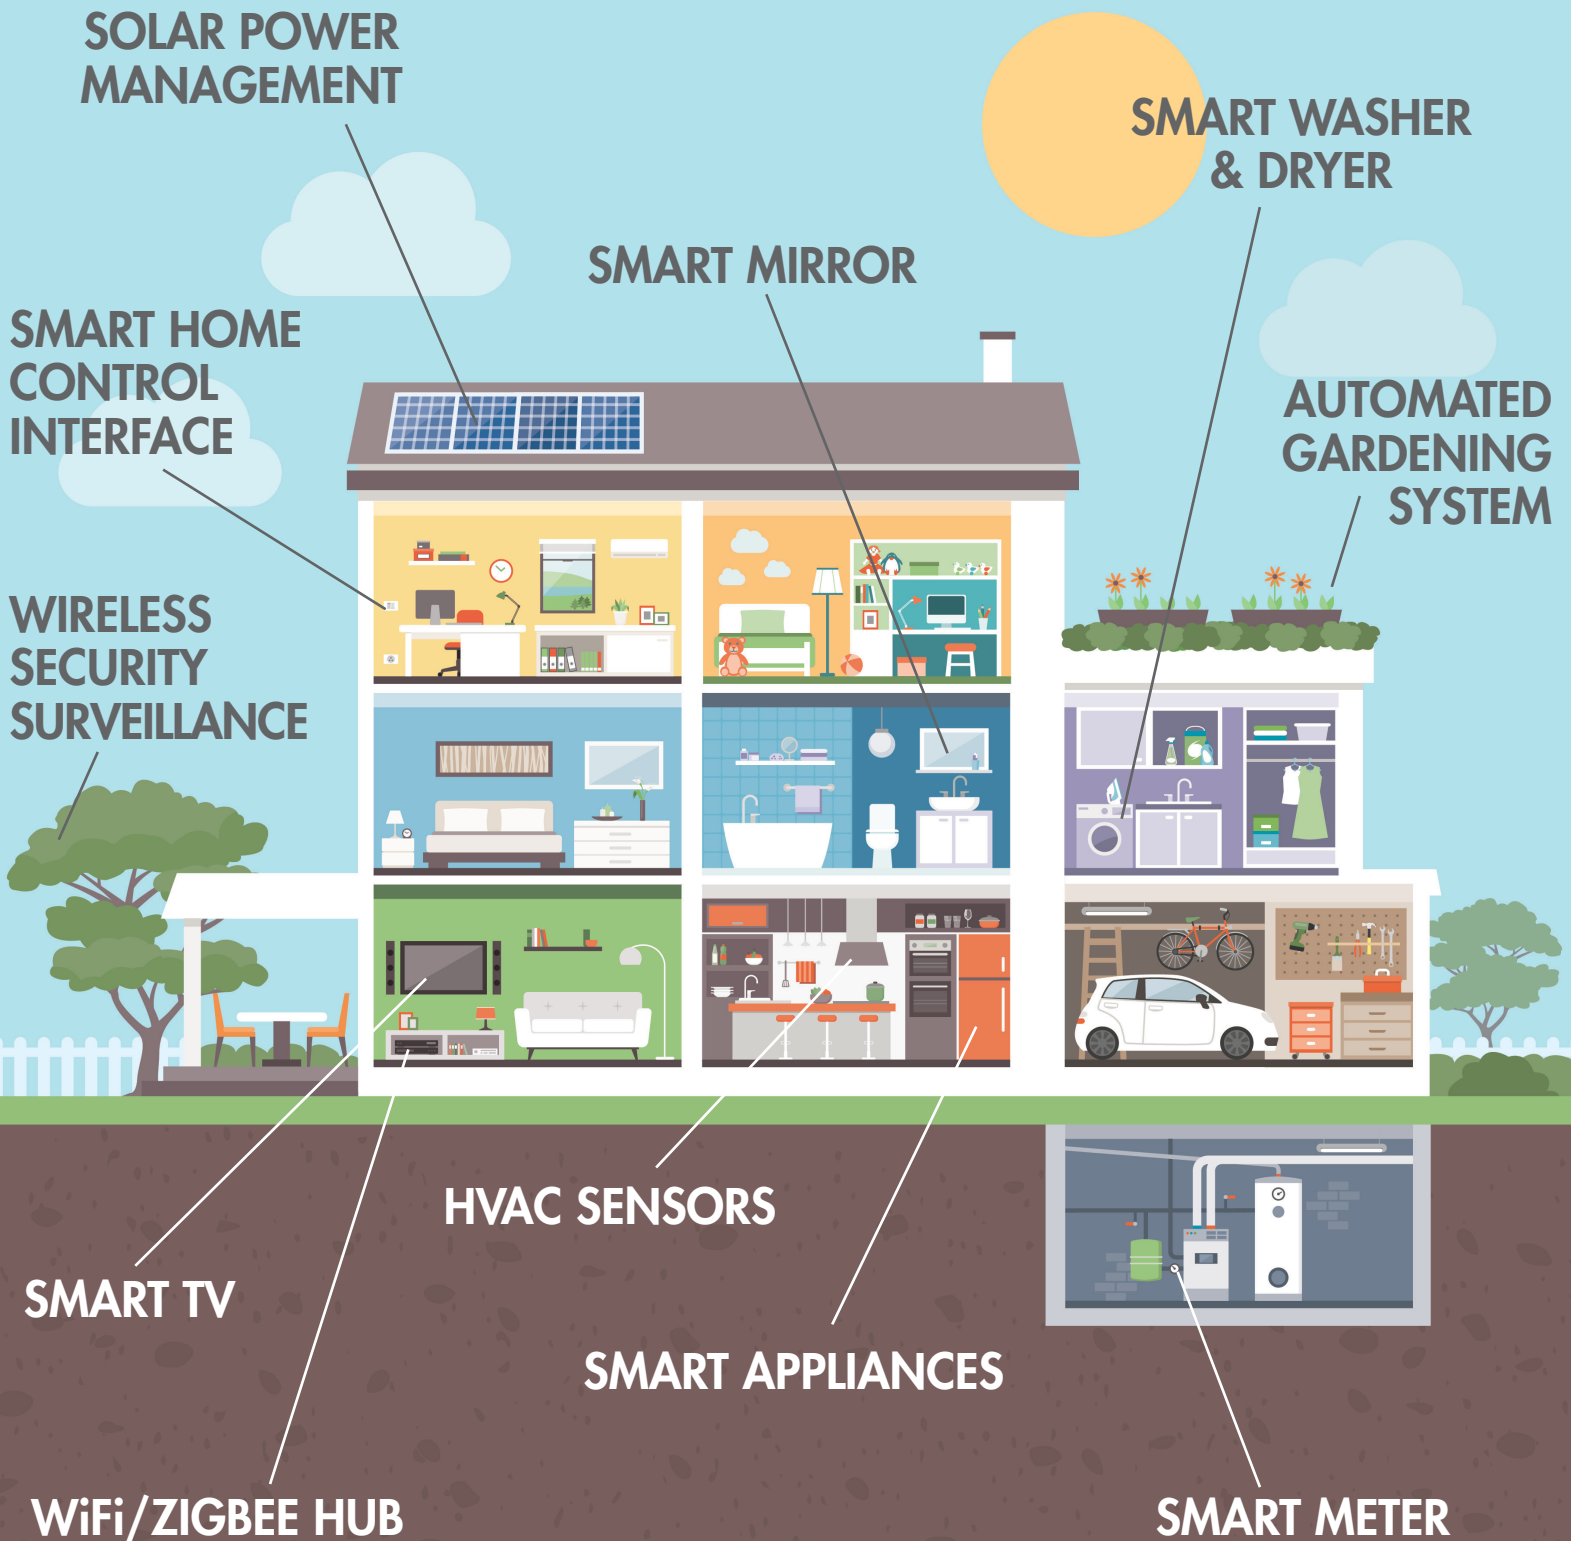 SOLAR POWER
MANAGEMENT
SMART WASHER
& DRYER
SMART MIRROR
SMART HOME
CONTROL
INTERFACE
AUTOMATED
GARDENING
SYSTEM
WIRELESS
SECURITY
SURVEILLANCE
HVAC SENSORS
SMART TV
SMART APPLIANCES
WiFi/ZIGBEE HUB
SMART METER